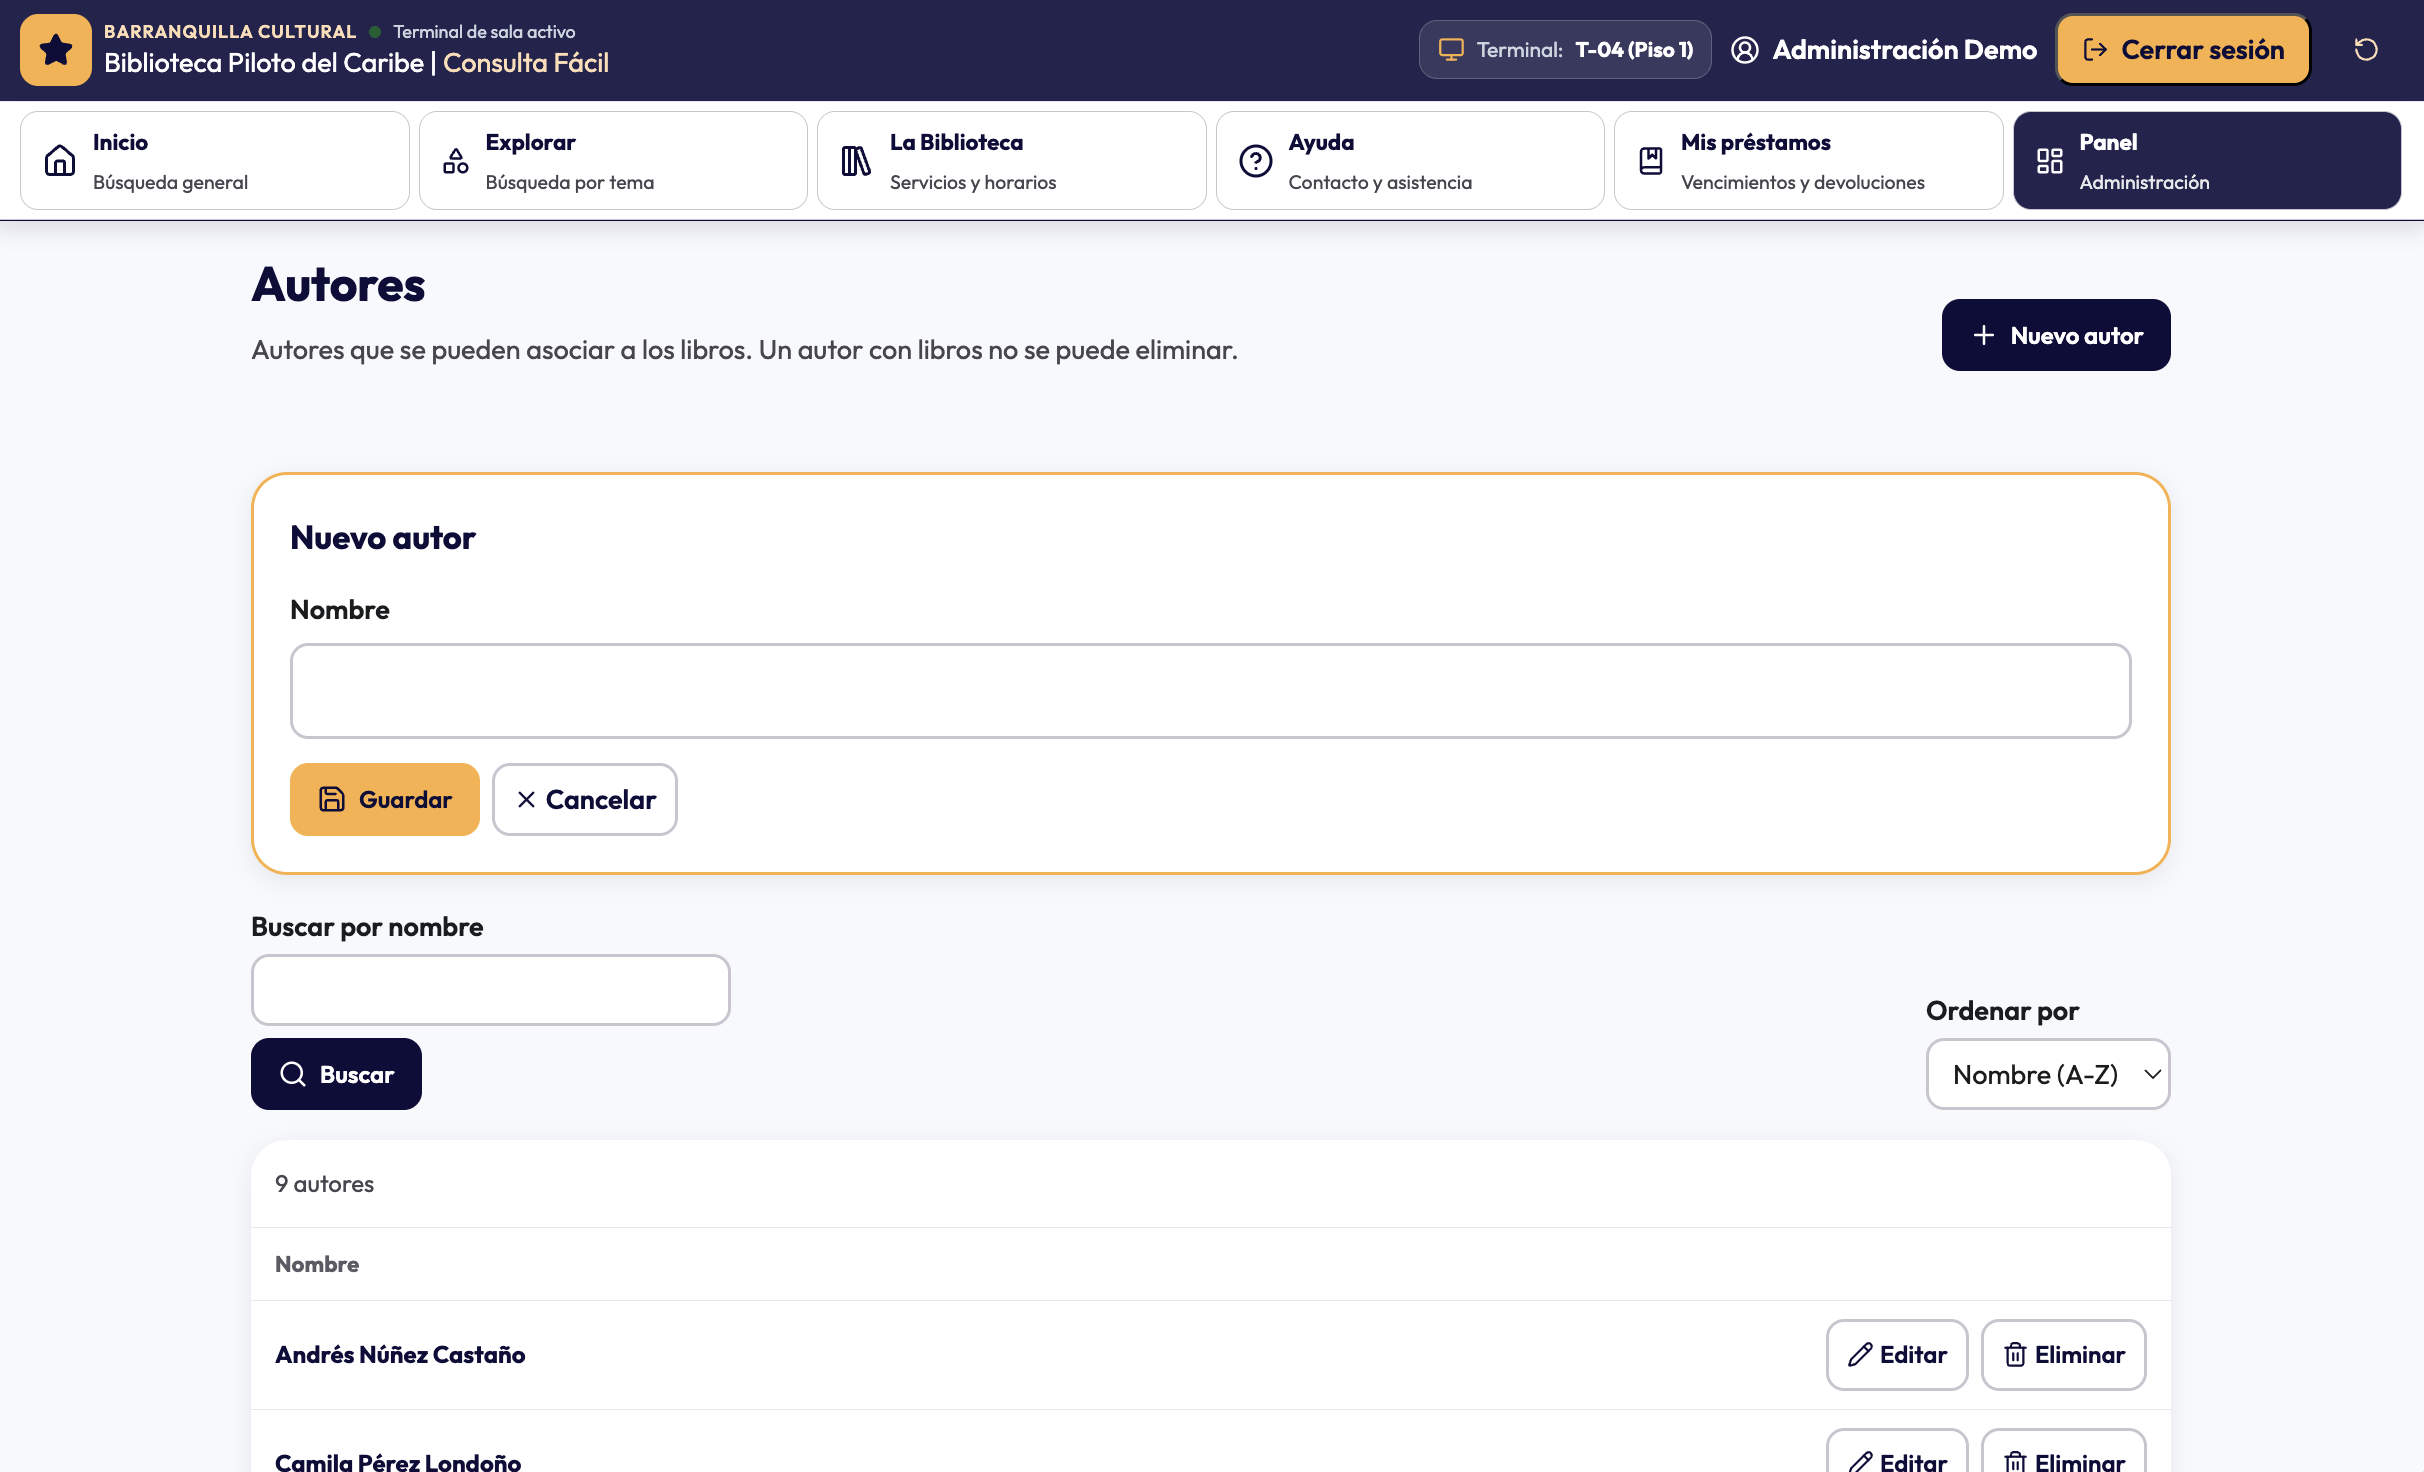 BARRANQUILLA CULTURAL Terminal de sala activo
Biblioteca Piloto del Caribe | Consulta Fácil
Terminal: T-04 (Piso 1)
Administración Demo
Cerrar sesión
Inicio
Búsqueda general
Explorar
Búsqueda por tema
La Biblioteca
Servicios y horarios
Ayuda
Contacto y asistencia
Mis préstamos
Vencimientos y devoluciones
Panel
Administración
Autores
Autores que se pueden asociar a los libros. Un autor con libros no se puede eliminar.
Nuevo autor
Nuevo autor
Nombre
Guardar
Cancelar
Buscar por nombre
Buscar
Ordenar por
Nombre (A-Z)
9 autores
Nombre
Andrés Núñez Castaño
Editar
Eliminar
Camila Pérez Londoño
Editar
Eliminar